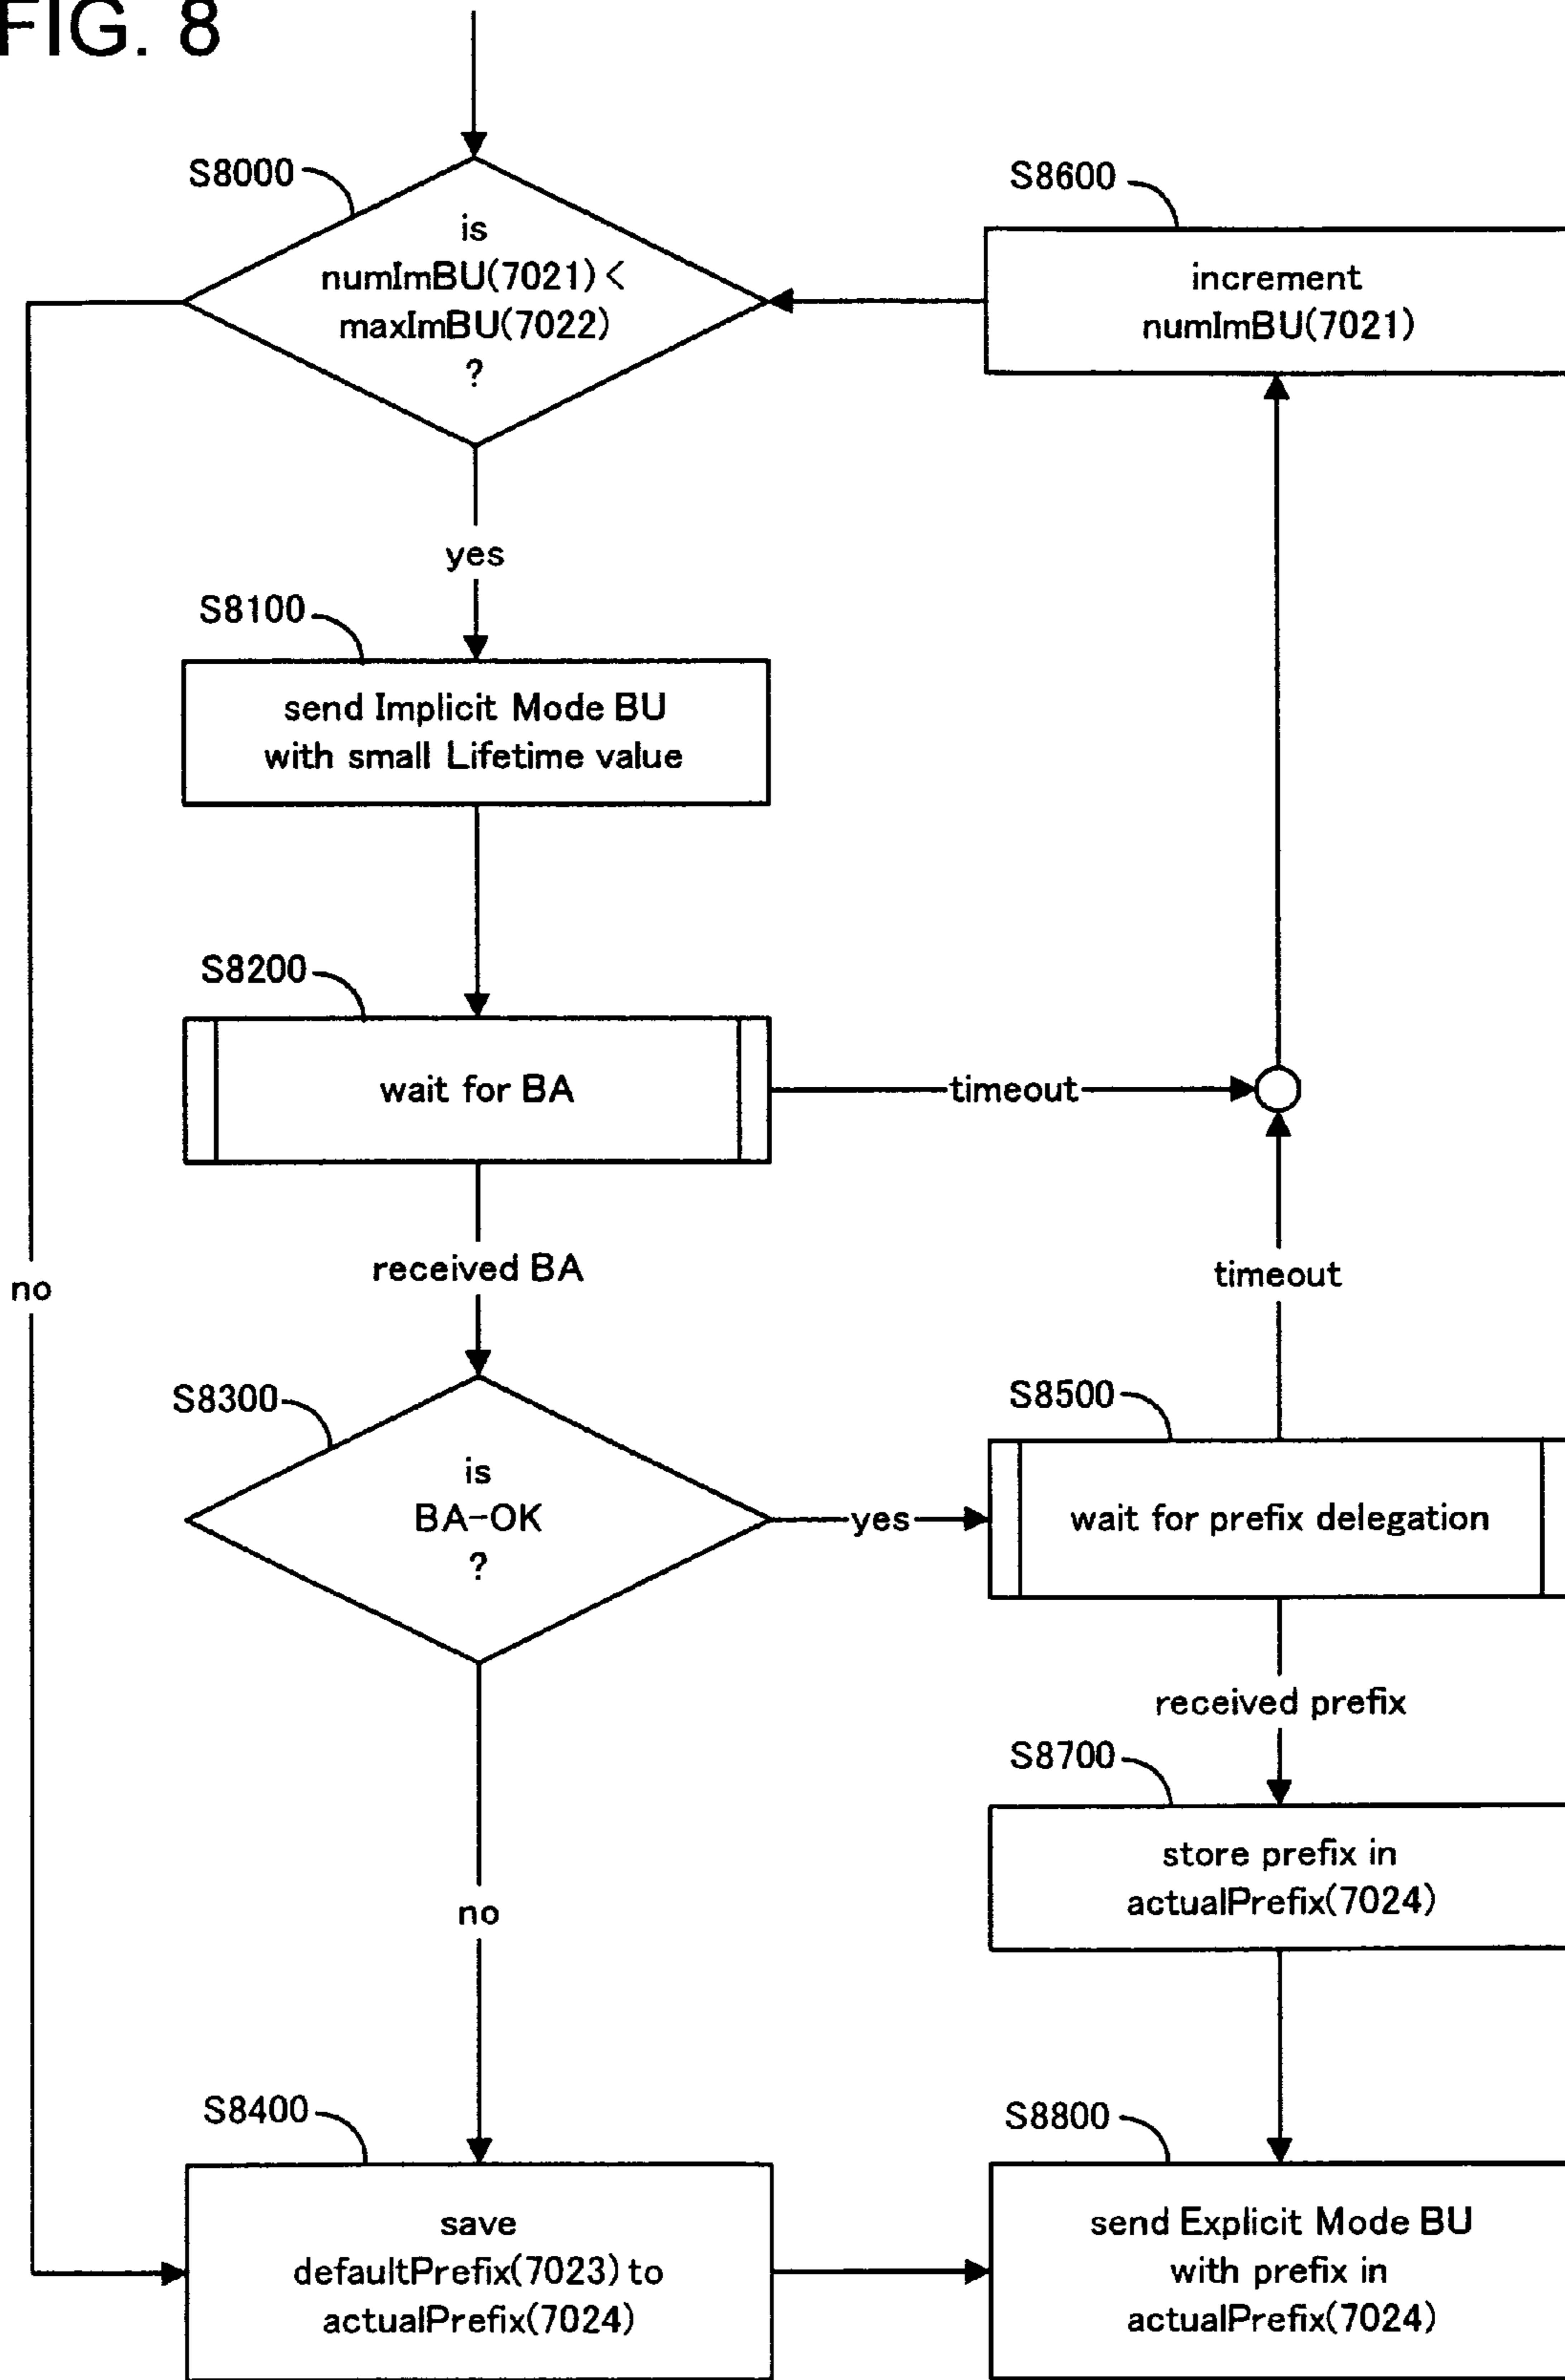 FIG. 8
S8000
is
numImBU(7021) <
maxImBU(7022)
?
S8600
increment
numImBU(7021)
yes
S8100
send Implicit Mode BU
with small Lifetime value
S8200
wait for BA
timeout
received BA
timeout
no
S8300
is
BA-OK
?
yes
S8500
wait for prefix delegation
received prefix
S8700
store prefix in
actualPrefix(7024)
no
S8400
save
defaultPrefix(7023) to
actualPrefix(7024)
S8800
send Explicit Mode BU
with prefix in
actualPrefix(7024)